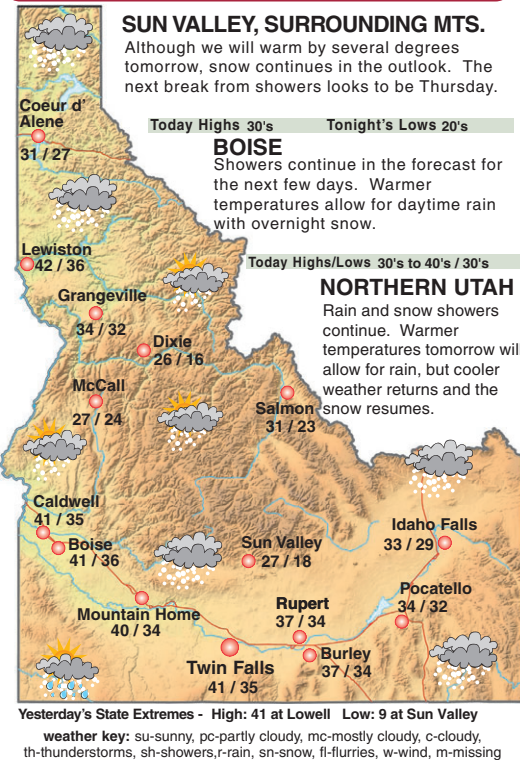 SUN VALLEY, SURROUNDING MTS.
Although we will warm by several degrees
tomorrow, snow continues in the outlook. The
next break from showers looks to be Thursday.
Today Highs 30's Tonight's Lows 20's
BOISE
Showers continue in the forecast for
the next few days. Warmer
temperatures allow for daytime rain
with overnight snow.
Today Highs/Lows 30's to 40's / 30's
NORTHERN UTAH
Rain and snow showers
continue. Warmer
temperatures tomorrow will
allow for rain, but cooler
weather returns and the
snow resumes.
Coeur d'
Alene
31 / 27
Lewiston
42 / 36
Grangeville
34 / 32
Dixie
26 / 16
McCall
27 / 24
Salmon
31 / 23
Caldwell
41 / 35
Boise
41 / 36
Sun Valley
27 / 18
Idaho Falls
33 / 29
Mountain Home
40 / 34
Rupert
37 / 34
Pocatello
34 / 32
Twin Falls
41 / 35
Burley
37 / 34
Yesterday's State Extremes - High: 41 at Lowell Low: 9 at Sun Valley
weather key: su-sunny, pc-partly cloudy, mc-mostly cloudy, c-cloudy,
th-thunderstorms, sh-showers,r-rain, sn-snow, fl-flurries, w-wind, m-missing